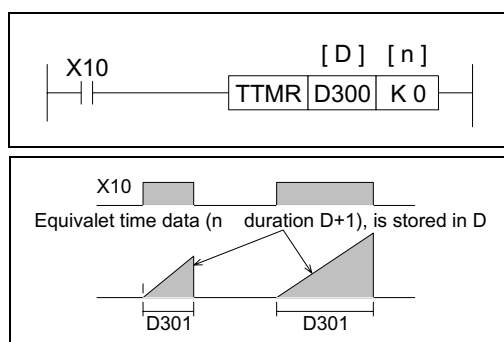 [ D ] [ n ]
X10
TTMR D300 K 0
X10
Equivalet time data (n duration D+1), is stored in D
D301 D301